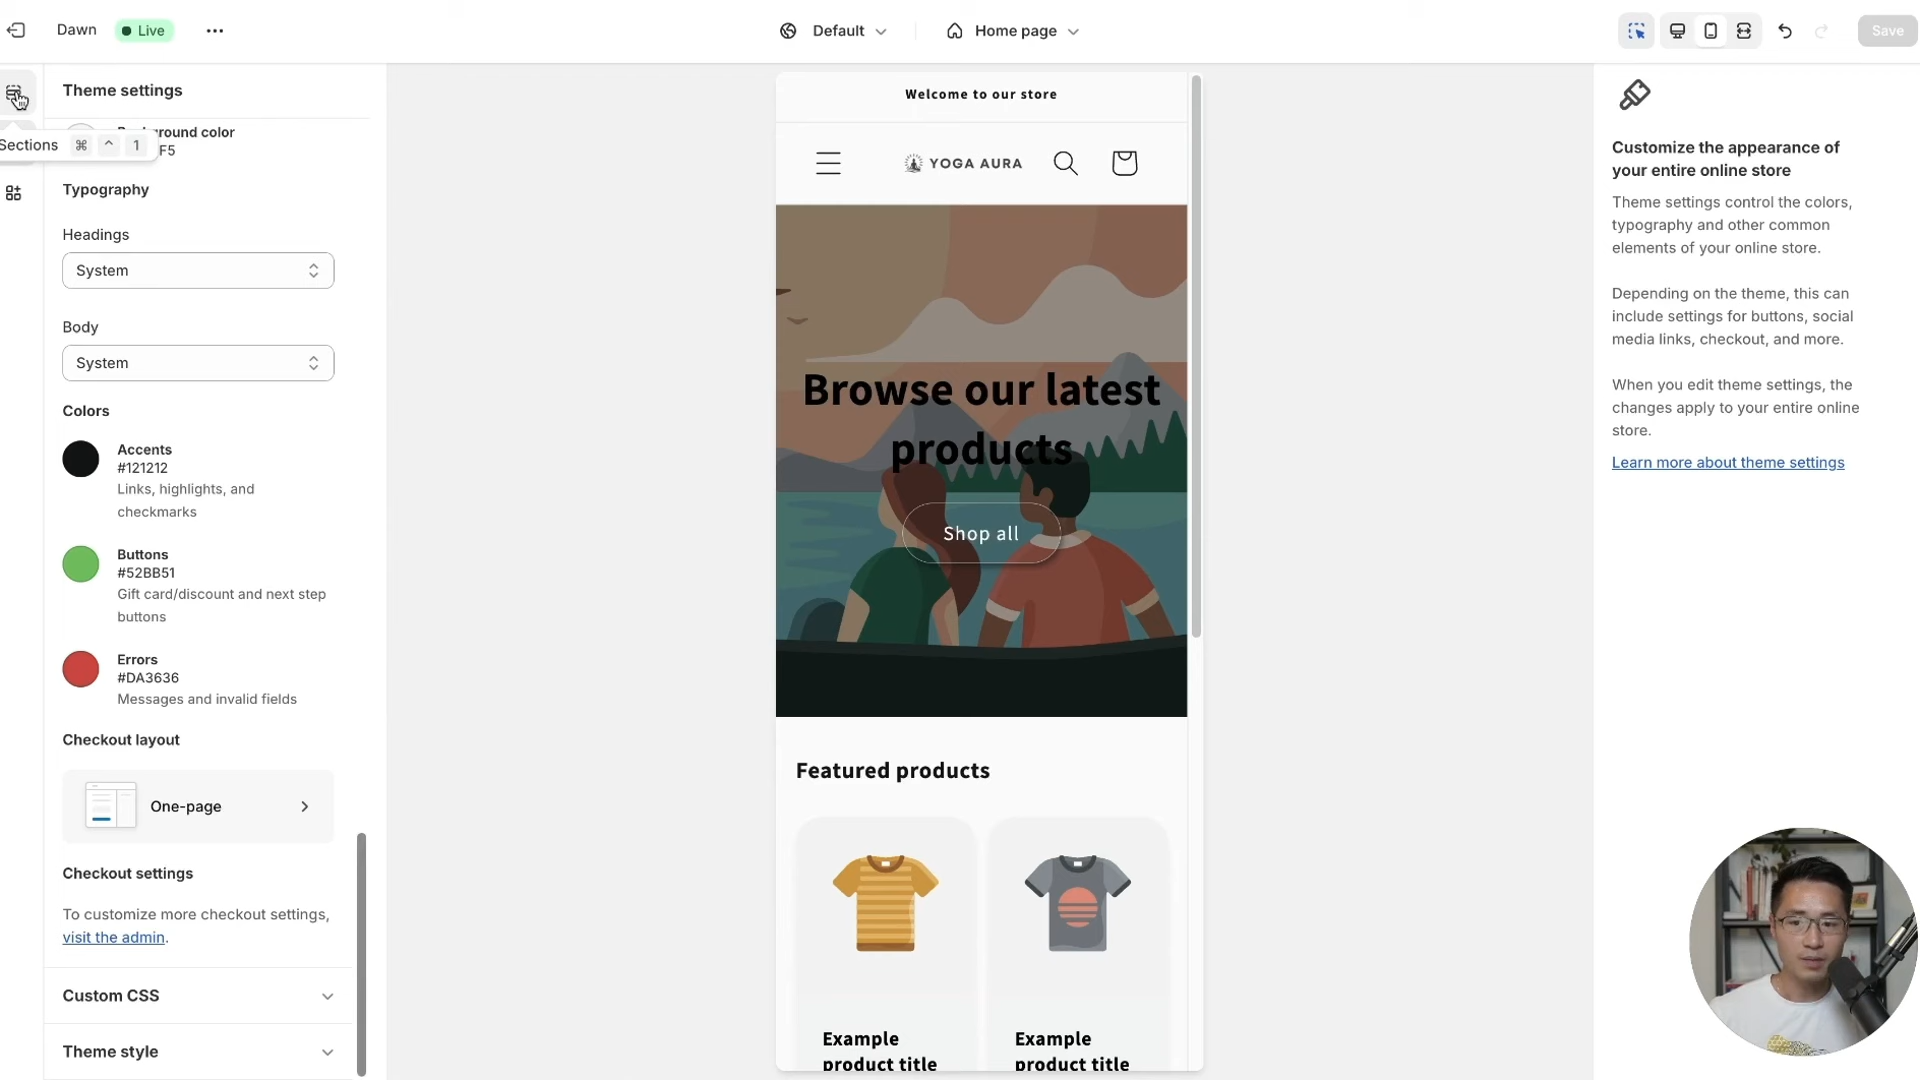 Dawn
Live
Default
Home page
Save
Theme settings
Background color
F5
Sections ⌘ ^ 1
Typography
Headings
System
Body
System
Colors
Accents
#121212
Links, highlights, and
checkmarks
Buttons
#52BB51
Gift card/discount and next step
buttons
Errors
#DA3636
Messages and invalid fields
Checkout layout
One-page
Checkout settings
To customize more checkout settings,
visit the admin.
Custom CSS
Theme style
Welcome to our store
YOGA AURA
Browse our latest
products
Shop all
Featured products
Example
product title
Example
product title
Customize the appearance of
your entire online store
Theme settings control the colors,
typography and other common
elements of your online store.
Depending on the theme, this can
include settings for buttons, social
media links, checkout, and more.
When you edit theme settings, the
changes apply to your entire online
store.
Learn more about theme settings